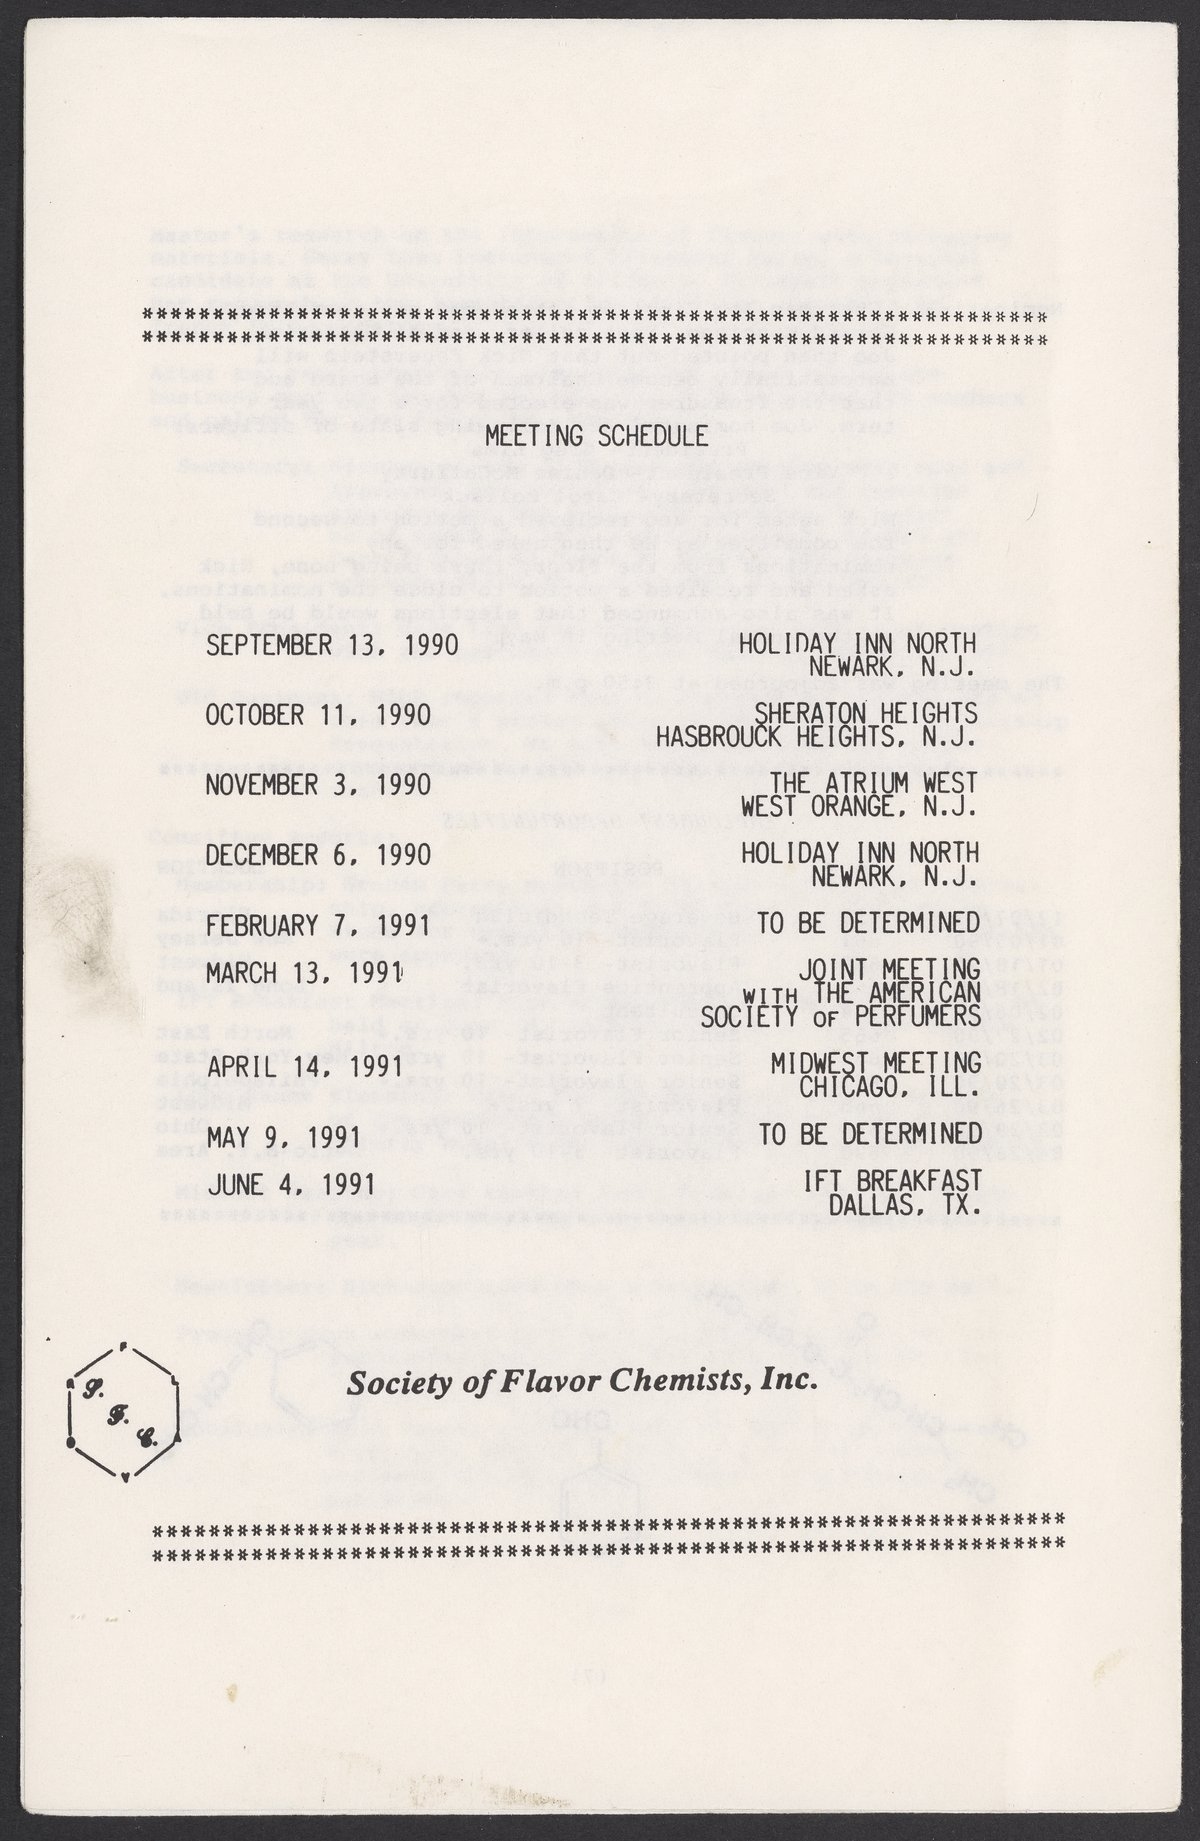 ****************************************************************
****************************************************************
MEETING SCHEDULE
SEPTEMBER 13, 1990 HOLIDAY INN NORTH
NEWARK, N.J.
OCTOBER 11, 1990 SHERATON HEIGHTS
HASBROUCK HEIGHTS, N.J.
NOVEMBER 3, 1990 THE ATRIUM WEST
WEST ORANGE, N.J.
DECEMBER 6, 1990 HOLIDAY INN NORTH
NEWARK, N.J.
FEBRUARY 7, 1991 TO BE DETERMINED
MARCH 13, 1991 JOINT MEETING
WITH THE AMERICAN
SOCIETY OF PERFUMERS
APRIL 14, 1991 MIDWEST MEETING
CHICAGO, ILL.
MAY 9, 1991 TO BE DETERMINED
JUNE 4, 1991 IFT BREAKFAST
DALLAS, TX.
S.
F.
C.
Society of Flavor Chemists, Inc.
****************************************************************
****************************************************************